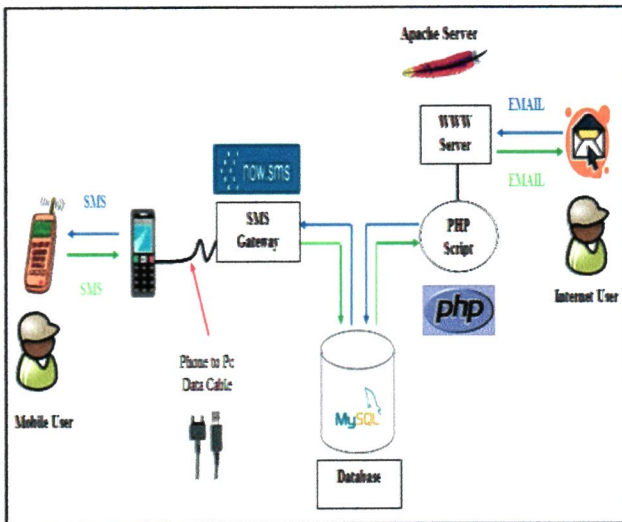 Apache Server
EMAIL
WWW
Server
EMAIL
now.sms
SMS
SMS
Gateway
PHP
Script
SMS
Internet User
php
Phone to Pc
Data Cable
MySQL
Mobile User
Database